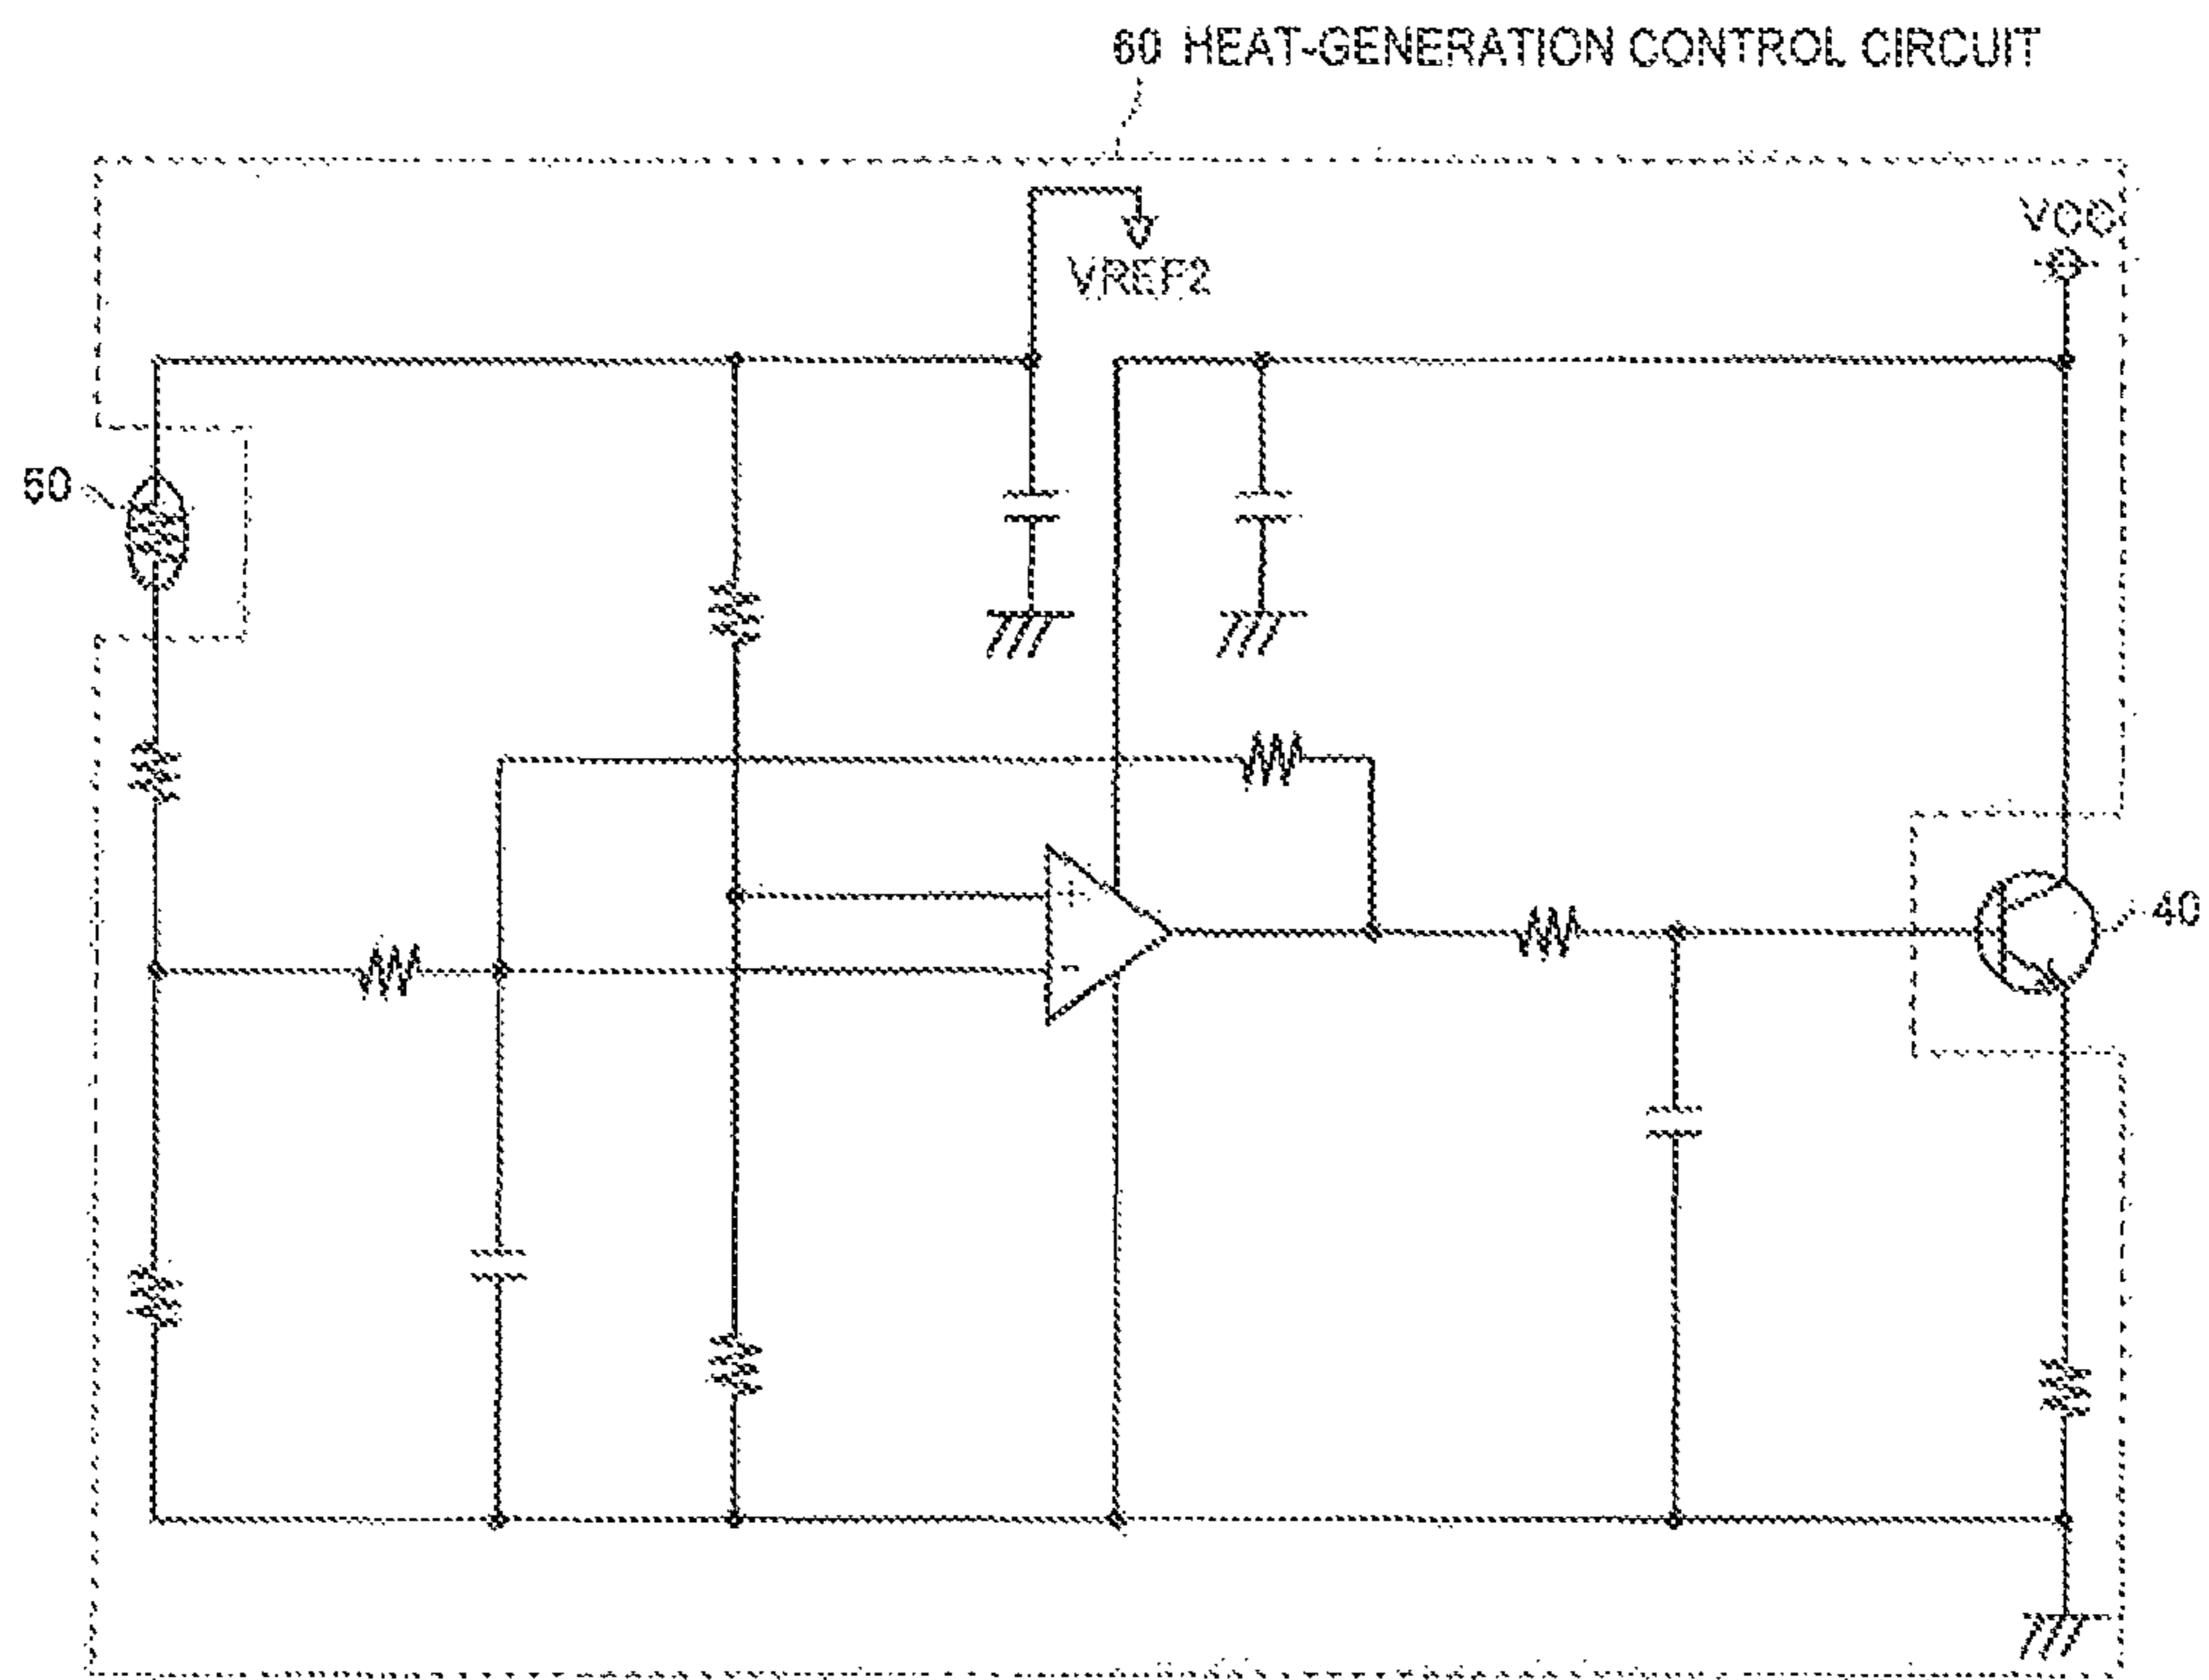 60 HEAT-GENERATION CONTROL CIRCUIT
VCC
VREF2
50
+
40
-